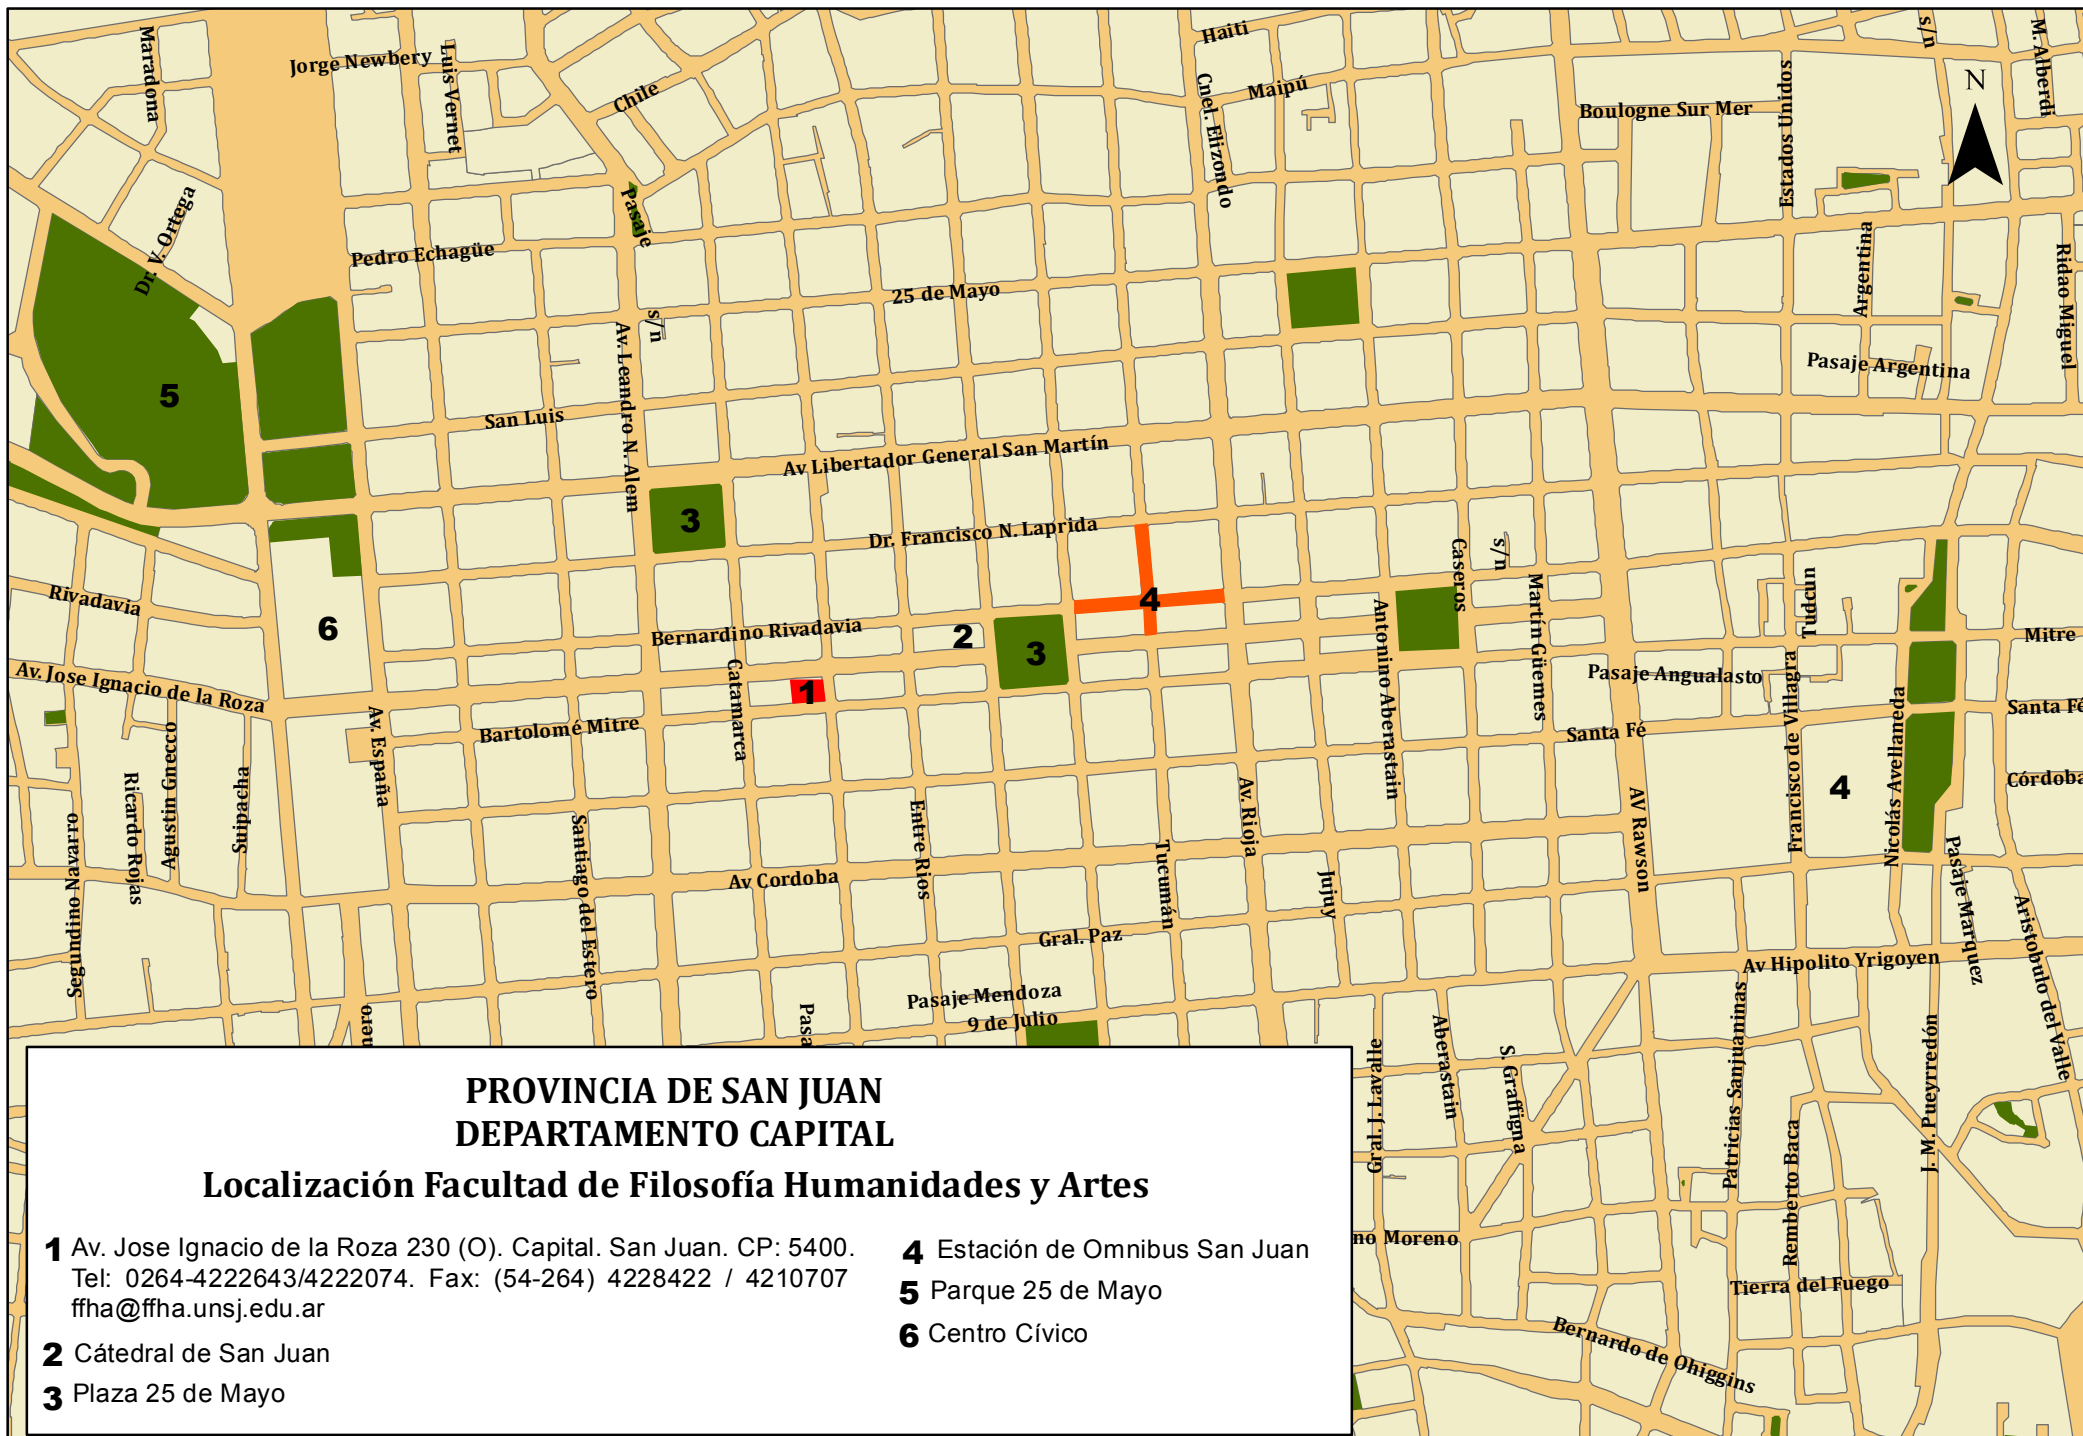 Haiti
s/n
M. Alberdi
Maradona
Jorge Newbery
Luis Vernet
Chile
Cnel. Elizondo
Maipú
Boulogne Sur Mer
Estados Unidos
N
Dr. V. Ortega
Pasaje
Pedro Echagüe
25 de Mayo
Argentina
Ridao Miguel
s/n
Av. Leandro N. Alem
Pasaje Argentina
5
San Luis
Av Libertador General San Martín
3
Dr. Francisco N. Laprida
Caseros
s/n
Rivadavia
6
Bernardino Rivadavia
2
3
4
Antonino Aberastain
Martín Güemes
Tudcun
Mitre
Av. Jose Ignacio de la Roza
Catamarca
1
Pasaje Angualasto
Francisco de Villagra
Nicolás Avellaneda
Santa Fé
Av. España
Bartolomé Mitre
Santa Fé
Segundino Navarro
Ricardo Rojas
Agustin Gnecco
Suipacha
Santiago del Estero
Entre Rios
Tucumán
Av. Rioja
Jujuy
AV Rawson
4
Córdoba
Av Cordoba
Pasaje Marquez
Aristobulo del Valle
Gral. Paz
Av Hipolito Yrigoyen
Pasaje Mendoza
9 de Julio
nero
Pasa
Gral. J. Lavalle
Aberastain
S. Graffigna
Patricias Sanjuaninas
Remberto Baca
J. M. Pueyrredón
no Moreno
Tierra del Fuego
Bernardo de Ohiggins
PROVINCIA DE SAN JUAN
DEPARTAMENTO CAPITAL
Localización Facultad de Filosofía Humanidades y Artes
1 Av. Jose Ignacio de la Roza 230 (O). Capital. San Juan. CP: 5400.
Tel: 0264-4222643/4222074. Fax: (54-264) 4228422 / 4210707
ffha@ffha.unsj.edu.ar
2 Cátedral de San Juan
3 Plaza 25 de Mayo
4 Estación de Omnibus San Juan
5 Parque 25 de Mayo
6 Centro Cívico